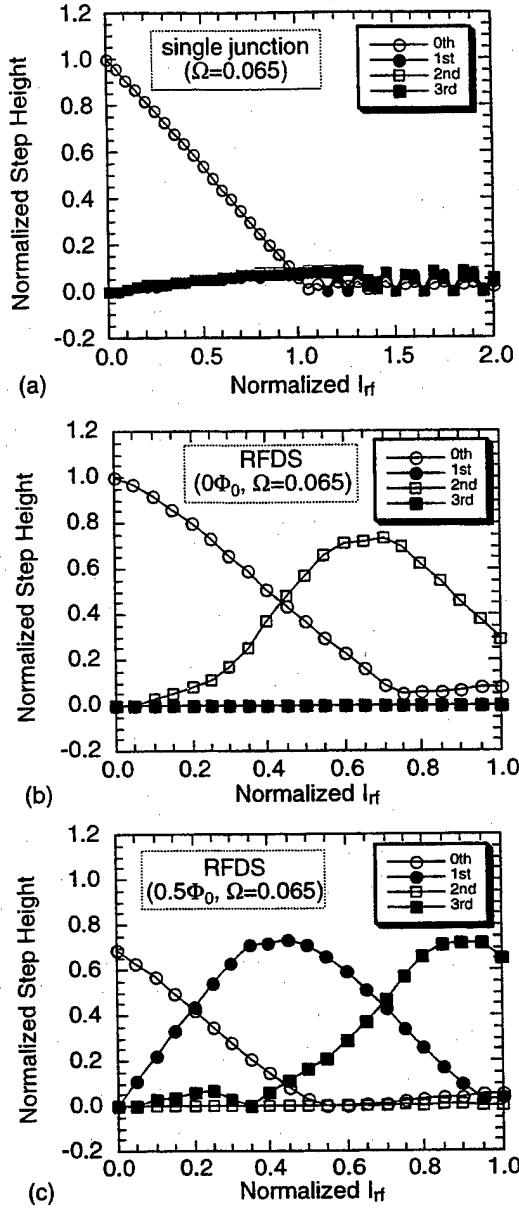 1.2
1.0
0.8
0.6
0.4
0.2
0.0
-0.2
Normalized Step Height
single junction
(Ω=0.065)
0th
1st
2nd
3rd
0.0 0.5 1.0 1.5 2.0
Normalized Irf
(a)
1.2
1.0
0.8
0.6
0.4
0.2
0.0
-0.2
Normalized Step Height
RFDS
(0Φ0, Ω=0.065)
0th
1st
2nd
3rd
0.0 0.2 0.4 0.6 0.8 1.0
Normalized Irf
(b)
1.2
1.0
0.8
0.6
0.4
0.2
0.0
-0.2
Normalized Step Height
RFDS
(0.5Φ0, Ω=0.065)
0th
1st
2nd
3rd
0.0 0.2 0.4 0.6 0.8 1.0
Normalized Irf
(c)